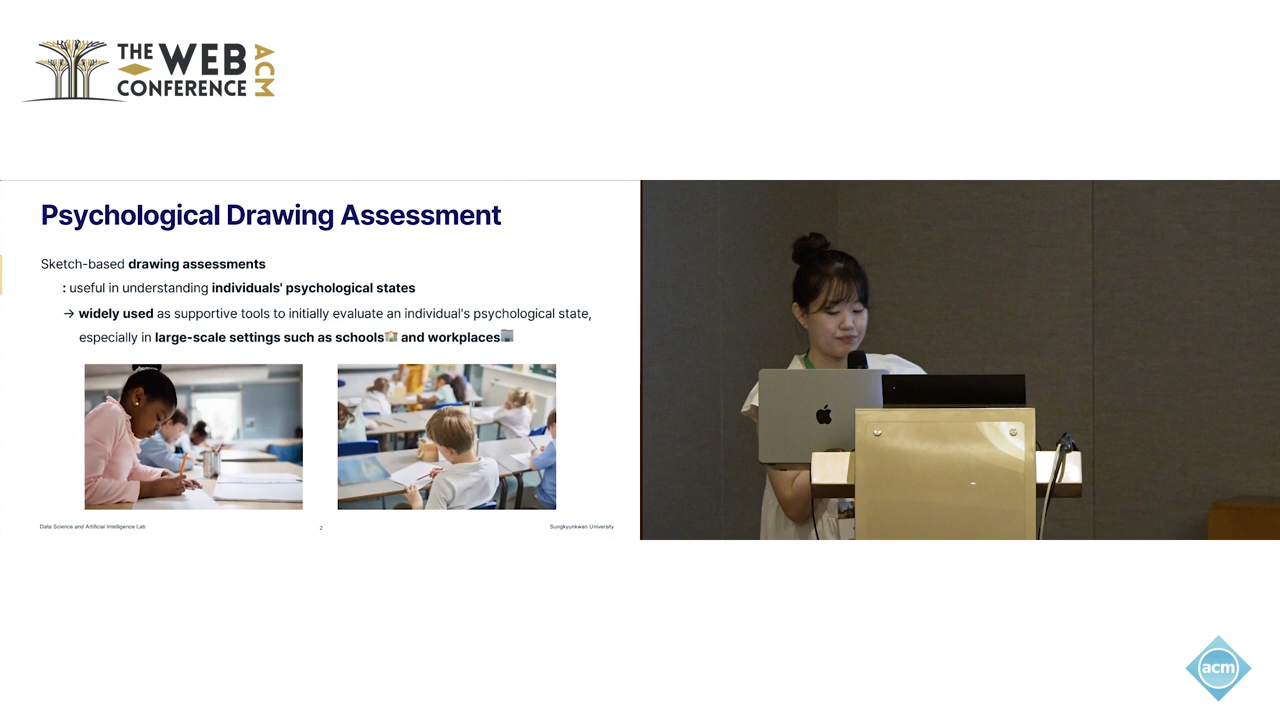 THE WEB
CONFERENCE
ACM
Psychological Drawing Assessment
Sketch-based drawing assessments
: useful in understanding individuals' psychological states
→ widely used as supportive tools to initially evaluate an individual's psychological state,
especially in large-scale settings such as schools🏫 and workplaces🏢
Data Science and Artificial Intelligence Lab
2
Sungkyunkwan University
acm